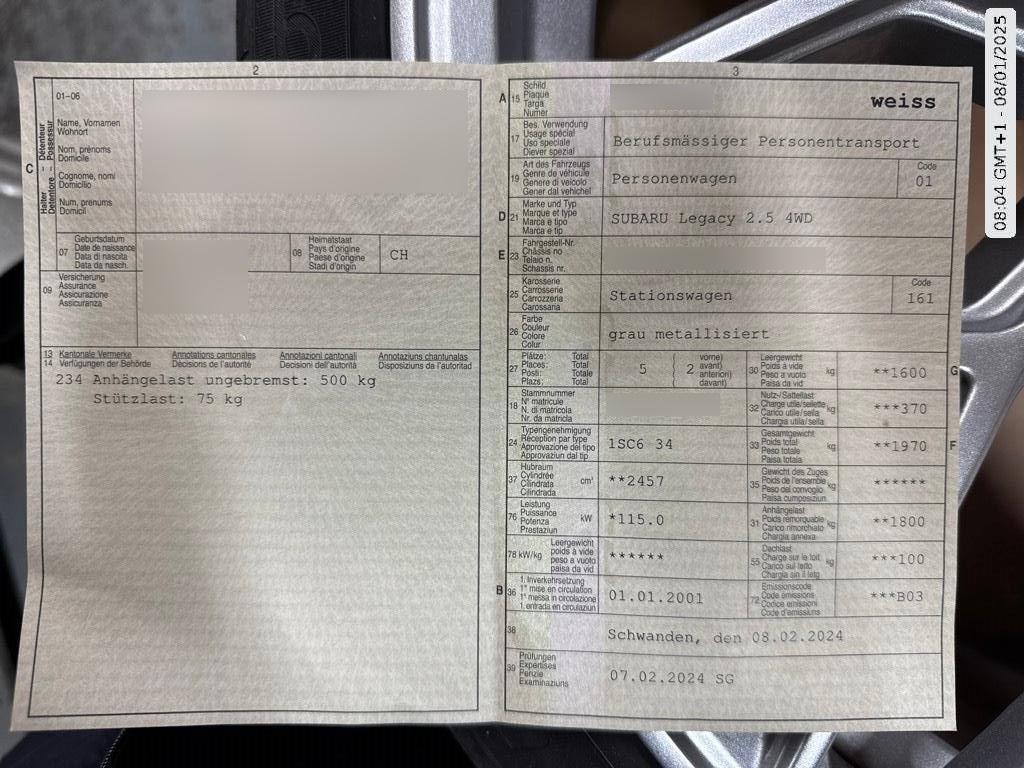 2
01-06
C
Halter – Détenteur
Detentore – Possessur
Name, Vornamen
Wohnort
Nom, prénoms
Domicile
Cognome, nomi
Domicilio
Num, prenums
Domicil
07
Geburtsdatum
Date de naissance
Data di nascita
Data da nasch.
08
Heimatstaat
Pays d'origine
Paese d'origine
Stadi d'origin
CH
09
Versicherung
Assurance
Assicurazione
Assicuranza
13
14
Kantonale Vermerke
Verfügungen der Behörde
Annotations cantonales
Décisions de l'autorité
Annotazioni cantonali
Decisioni dell'autorità
Annotaziuns chantunalas
Disposiziuns da l'autoritad
234 Anhängelast ungebremst: 500 kg
Stützlast: 75 kg
3
A 15
Schild
Plaque
Targa
Numer
weiss
17
Bes. Verwendung
Usage spécial
Uso speciale
Diever spezial
Berufsmässiger Personentransport
19
Art des Fahrzeugs
Genre de véhicule
Genere di veicolo
Gener dal vehichel
Personenwagen
Code
01
D 21
Marke und Typ
Marque et type
Marca e tipo
Marca e tip
SUBARU Legacy 2.5 4WD
E 23
Fahrgestell-Nr.
Châssis no
Telaio n.
Schassis nr.
25
Karosserie
Carrosserie
Carrozzeria
Carossaria
Stationswagen
Code
161
26
Farbe
Couleur
Colore
Colur
grau metallisiert
27
Plätze: Total
Places: Total
Posti: Totale
Plazs: Total
5 ( 2
vorne)
avant)
anteriori)
davant)
30
Leergewicht
Poids à vide
Peso a vuoto
Paisa da vid
kg
**1600
G
18
Stammnummer
N° matricule
N. di matricola
Nr. da matricla
32
Nutz-/Sattellast
Charge utile/sellette
Carico utile/sella
Chargia utila/sella
kg
***370
24
Typengenehmigung
Réception par type
Approvazione del tipo
Approvaziun dal tip
1SC6 34
33
Gesamtgewicht
Poids total
Peso totale
Paisa totala
kg
**1970
F
37
Hubraum
Cylindrée
Cilindrata
Cilindrada
cm³
**2457
35
Gewicht des Zuges
Poids de l'ensemble
Peso del convoglio
Paisa cumposiziun
kg
******
76
Leistung
Puissance
Potenza
Prestaziun
kW
*115.0
31
Anhängelast
Poids remorquable
Carico rimorchiato
Chargia annexa
kg
**1800
78 kW/kg
Leergewicht
poids à vide
peso a vuoto
paisa da vid
******
55
Dachlast
Charge sur le toit
Carico sul tetto
Chargia sin il tetg
kg
***100
B 36
1. Inverkehrsetzung
1re mise en circulation
1a messa in circolazione
1. entrada en circulaziun
01.01.2001
72
Emissionscode
Code émissions
Codice emissioni
Code d'emissiuns
***B03
38
Schwanden, den 08.02.2024
39
Prüfungen
Expertises
Perizie
Examinaziuns
07.02.2024 SG
08:04 GMT+1 - 08/01/2025